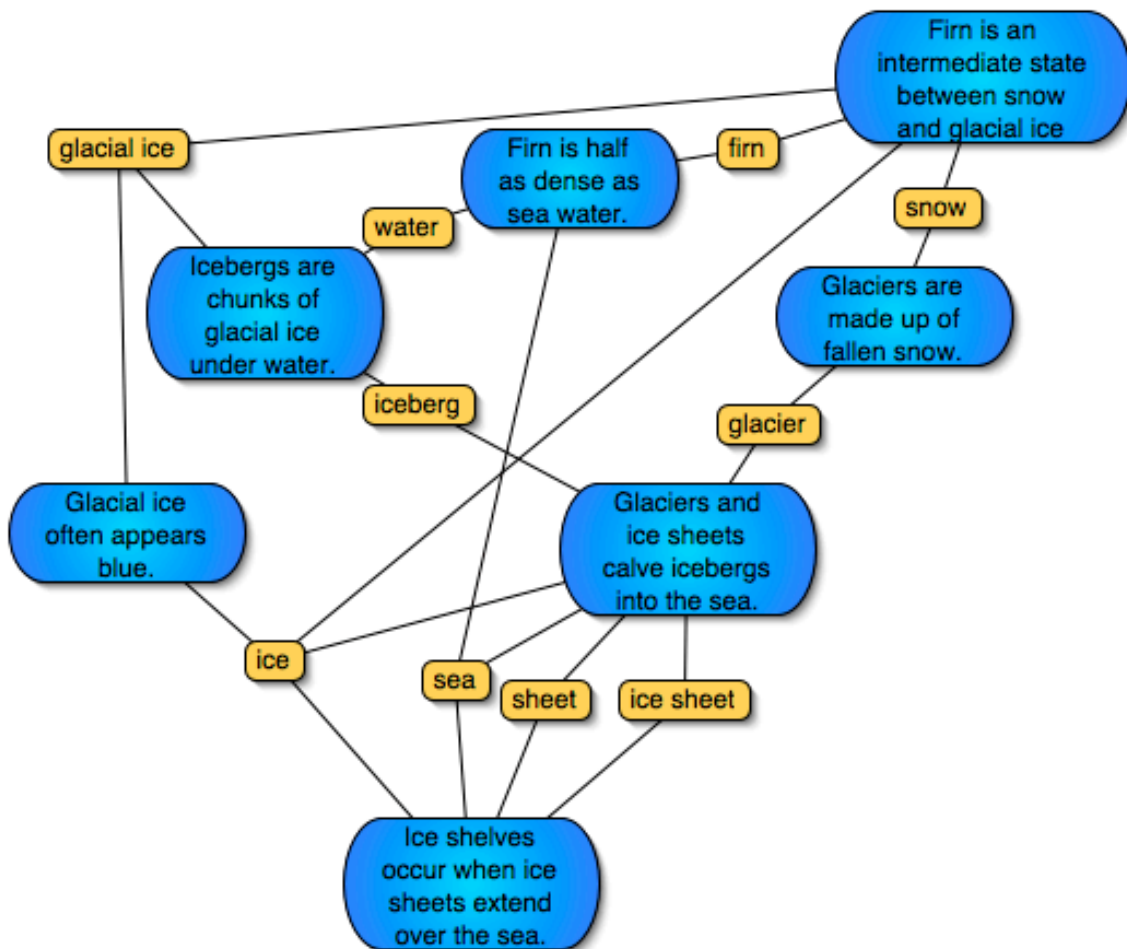 Firn is an
intermediate state
between snow
and glacial ice
glacial ice
Firn is half
as dense as
sea water.
firn
snow
water
Icebergs are
chunks of
glacial ice
under water.
Glaciers are
made up of
fallen snow.
iceberg
glacier
Glacial ice
often appears
blue.
Glaciers and
ice sheets
calve icebergs
into the sea.
ice
sea
sheet
ice sheet
Ice shelves
occur when ice
sheets extend
over the sea.